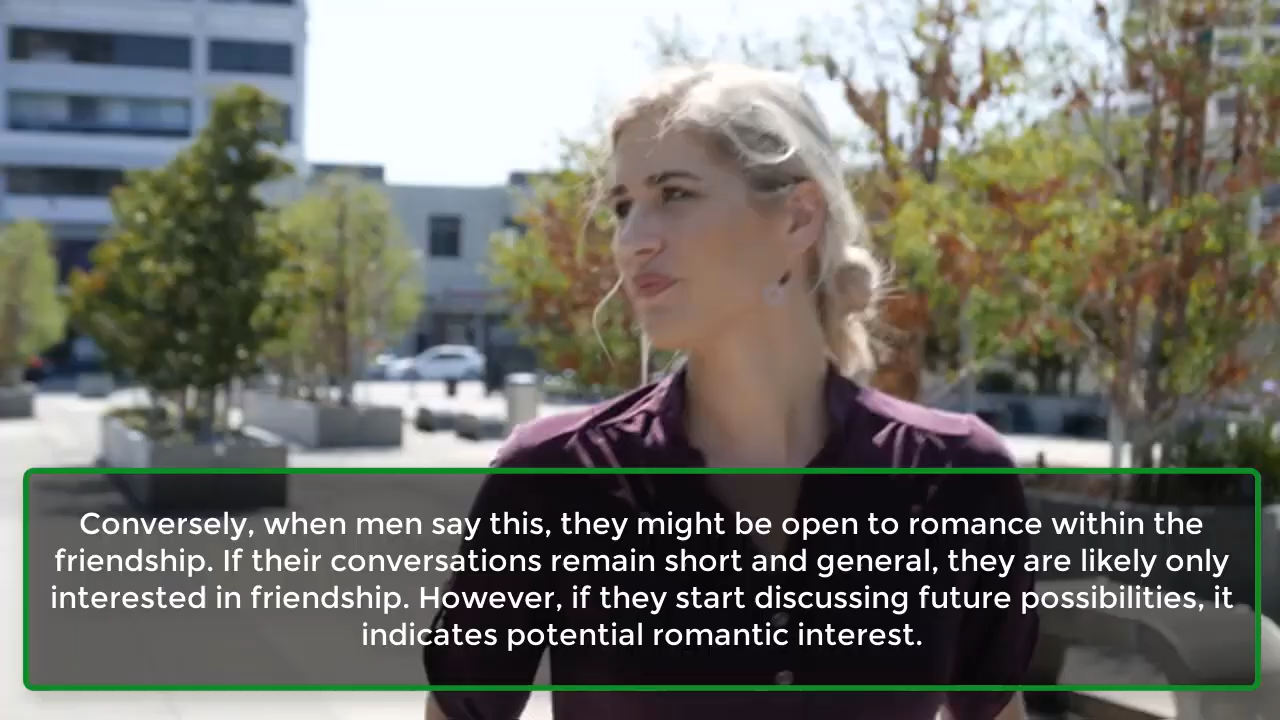 Conversely, when men say this, they might be open to romance within the
friendship. If their conversations remain short and general, they are likely only
interested in friendship. However, if they start discussing future possibilities, it
indicates potential romantic interest.